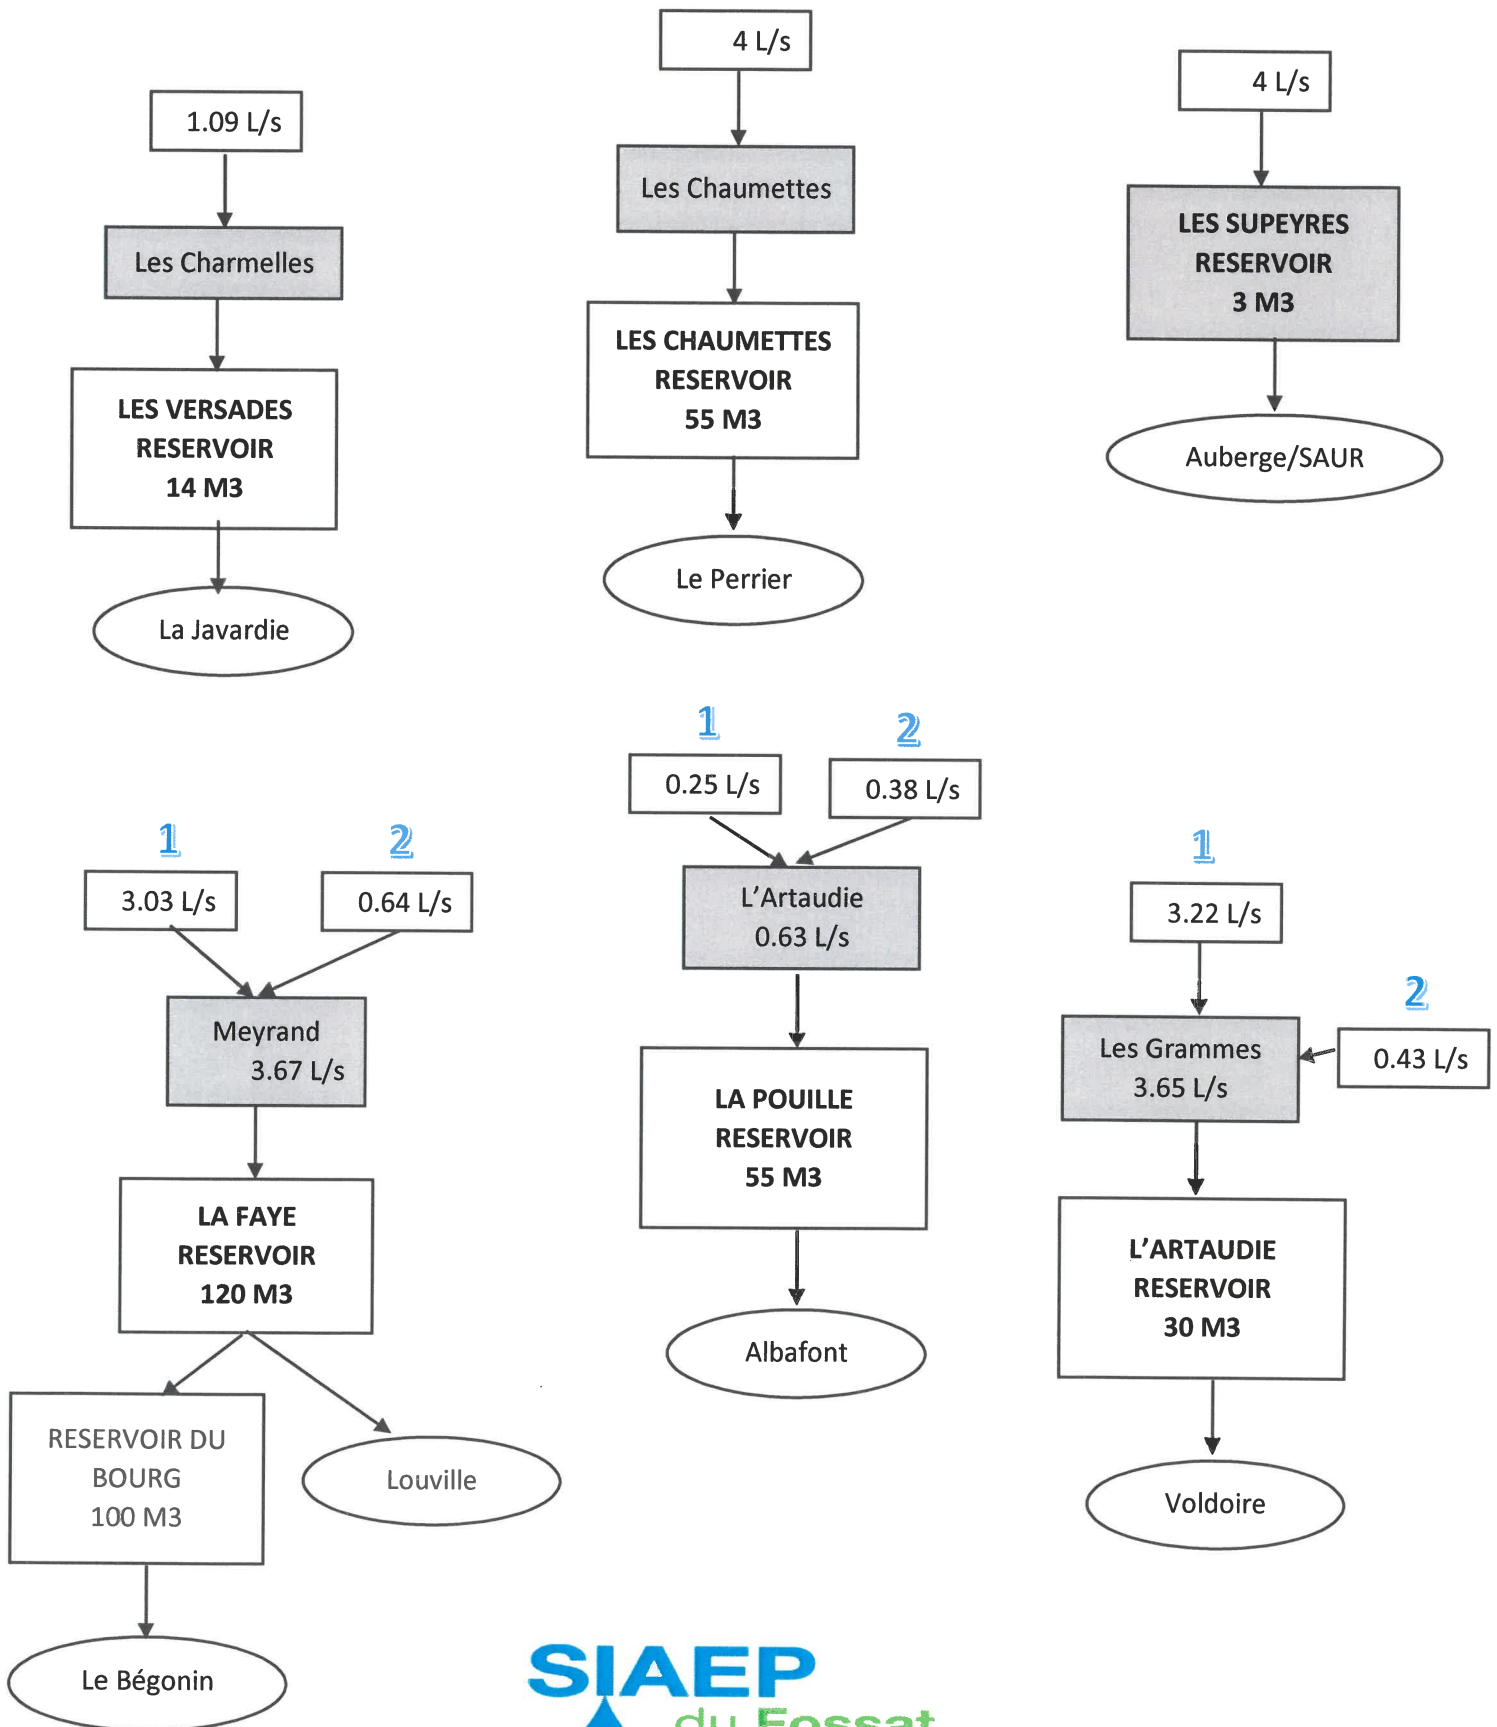 1.09 L/s
Les Charmelles
LES VERSADES
RESERVOIR
14 M3
La Javardie
4 L/s
Les Chaumettes
LES CHAUMETTES
RESERVOIR
55 M3
Le Perrier
4 L/s
LES SUPEYRES
RESERVOIR
3 M3
Auberge/SAUR
1
2
3.03 L/s
0.64 L/s
Meyrand
3.67 L/s
LA FAYE
RESERVOIR
120 M3
RESERVOIR DU
BOURG
100 M3
Louville
Le Bégonin
1
2
0.25 L/s
0.38 L/s
L'Artaudie
0.63 L/s
LA POUILLE
RESERVOIR
55 M3
Albafont
1
3.22 L/s
2
0.43 L/s
Les Grammes
3.65 L/s
L'ARTAUDIE
RESERVOIR
30 M3
Voldoire
SIAEP
du Fossat